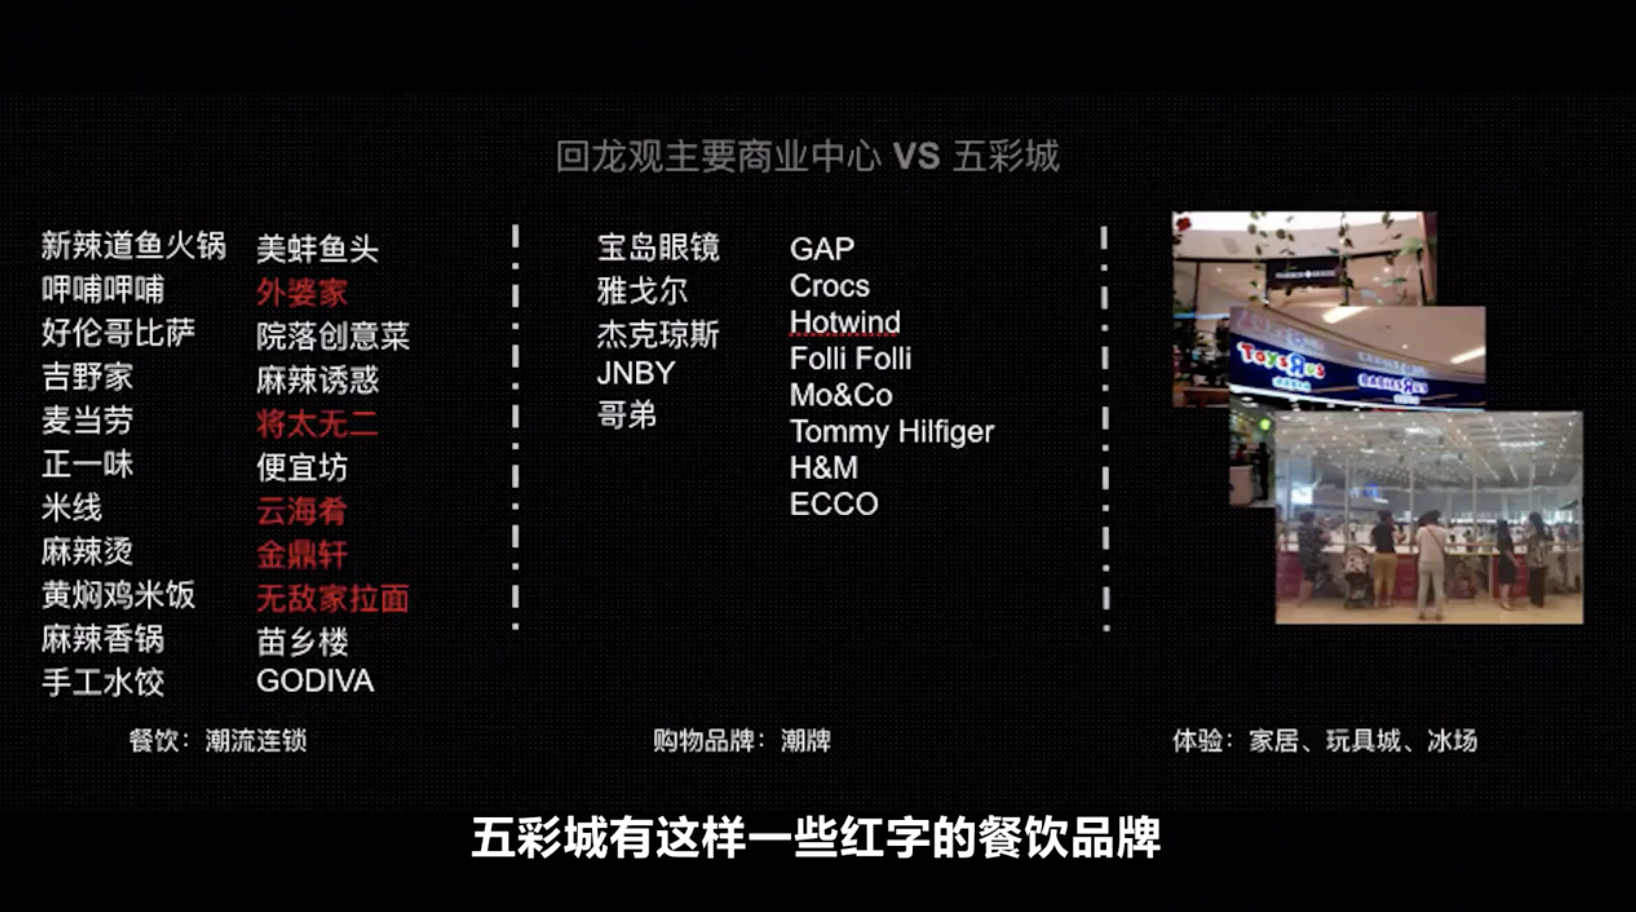 回龙观主要商业中心 VS 五彩城
新辣道鱼火锅
呷哺呷哺
好伦哥比萨
吉野家
麦当劳
正一味
米线
麻辣烫
黄焖鸡米饭
麻辣香锅
手工水饺
美蚌鱼头
外婆家
院落创意菜
麻辣诱惑
将太无二
便宜坊
云海肴
金鼎轩
无敌家拉面
苗乡楼
GODIVA
餐饮：潮流连锁
宝岛眼镜
雅戈尔
杰克琼斯
JNBY
哥弟
GAP
Crocs
Hotwind
Folli Folli
Mo&Co
Tommy Hilfiger
H&M
ECCO
购物品牌：潮牌
ToysRus
BABIESRUS
体验：家居、玩具城、冰场
五彩城有这样一些红字的餐饮品牌